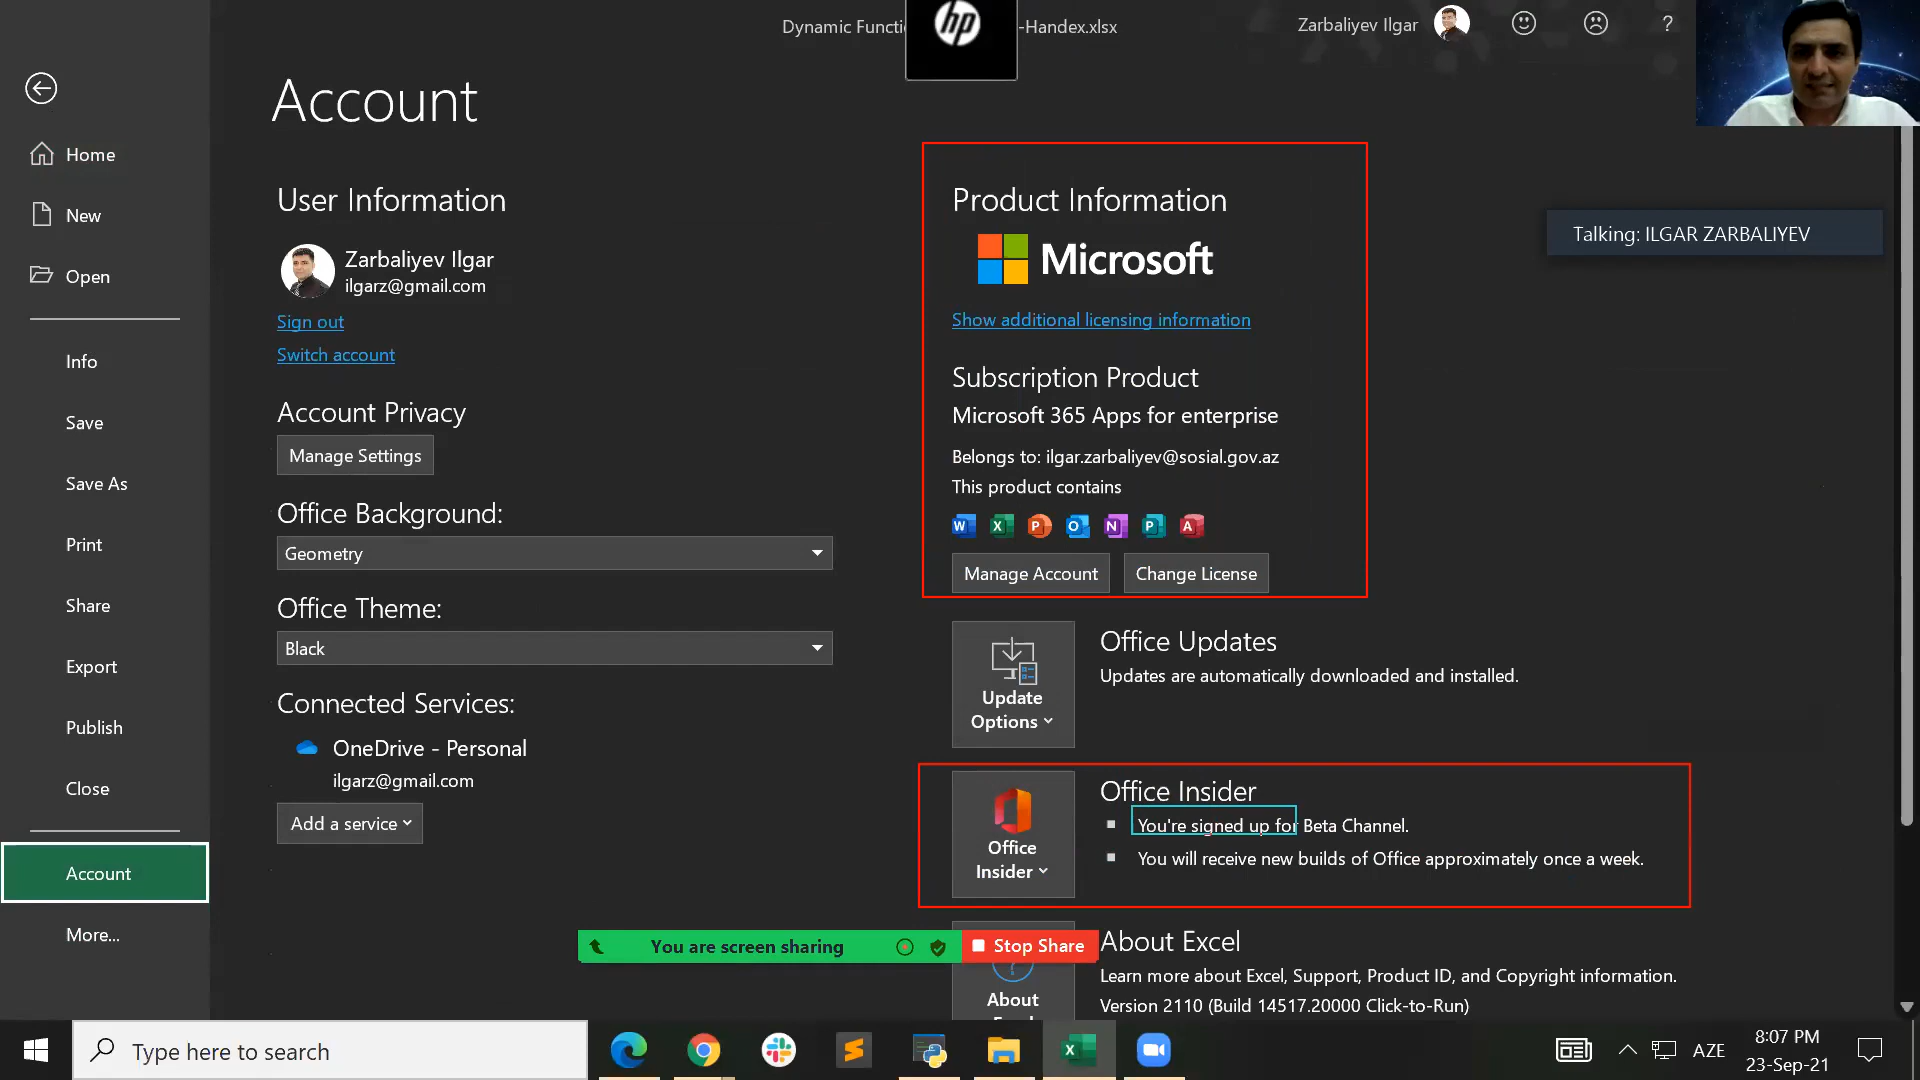 Dynamic Functi
-Handex.xlsx
Zarbaliyev Ilgar
?
hp
Account
Home
New
Open
Info
Save
Save As
Print
Share
Export
Publish
Close
Account
More...
User Information
Zarbaliyev Ilgar
ilgarz@gmail.com
Sign out
Switch account
Account Privacy
Manage Settings
Office Background:
Geometry
Office Theme:
Black
Connected Services:
OneDrive - Personal
ilgarz@gmail.com
Add a service
Product Information
Microsoft
Show additional licensing information
Subscription Product
Microsoft 365 Apps for enterprise
Belongs to: ilgar.zarbaliyev@sosial.gov.az
This product contains
W X P O N P A
Manage Account
Change License
Talking: ILGAR ZARBALIYEV
Update
Options
Office Updates
Updates are automatically downloaded and installed.
Office
Insider
Office Insider
You're signed up for Beta Channel.
You will receive new builds of Office approximately once a week.
You are screen sharing
Stop Share
About
About Excel
Learn more about Excel, Support, Product ID, and Copyright information.
Version 2110 (Build 14517.20000 Click-to-Run)
Type here to search
AZE
8:07 PM
23-Sep-21